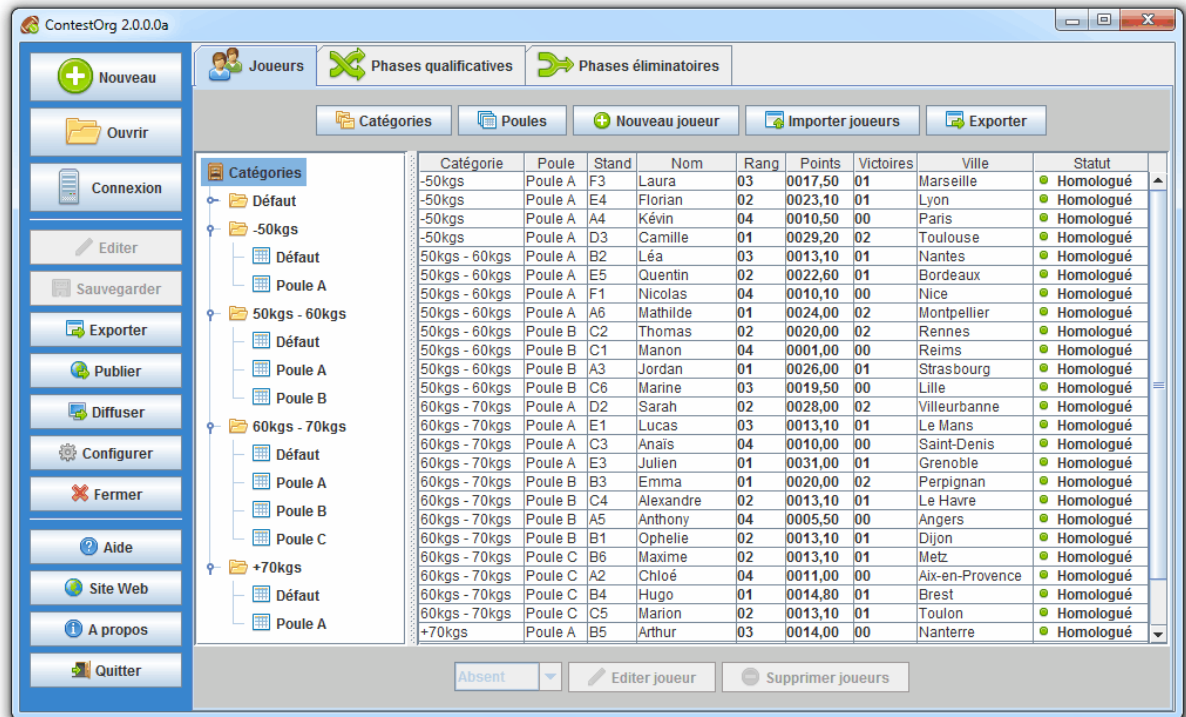 ContestOrg 2.0.0.0a
Nouveau
Ouvrir
Connexion
Editer
Sauvegarder
Exporter
Publier
Diffuser
Configurer
Fermer
Aide
Site Web
A propos
Quitter
Joueurs Phases qualificatives Phases éliminatoires
Catégories Poules Nouveau joueur Importer joueurs Exporter
Catégories
Défaut
-50kgs
Défaut
Poule A
50kgs - 60kgs
Défaut
Poule A
Poule B
60kgs - 70kgs
Défaut
Poule A
Poule B
Poule C
+70kgs
Défaut
Poule A
Catégorie Poule Stand Nom Rang Points Victoires Ville Statut
-50kgs Poule A F3 Laura 03 0017,50 01 Marseille Homologué
-50kgs Poule A E4 Florian 02 0023,10 01 Lyon Homologué
-50kgs Poule A A4 Kévin 04 0010,50 00 Paris Homologué
-50kgs Poule A D3 Camille 01 0029,20 02 Toulouse Homologué
50kgs - 60kgs Poule A B2 Léa 03 0013,10 01 Nantes Homologué
50kgs - 60kgs Poule A E5 Quentin 02 0022,60 01 Bordeaux Homologué
50kgs - 60kgs Poule A F1 Nicolas 04 0010,10 00 Nice Homologué
50kgs - 60kgs Poule A A6 Mathilde 01 0024,00 02 Montpellier Homologué
50kgs - 60kgs Poule B C2 Thomas 02 0020,00 02 Rennes Homologué
50kgs - 60kgs Poule B C1 Manon 04 0001,00 00 Reims Homologué
50kgs - 60kgs Poule B A3 Jordan 01 0026,00 01 Strasbourg Homologué
50kgs - 60kgs Poule B C6 Marine 03 0019,50 00 Lille Homologué
60kgs - 70kgs Poule A D2 Sarah 02 0028,00 02 Villeurbanne Homologué
60kgs - 70kgs Poule A E1 Lucas 03 0013,10 01 Le Mans Homologué
60kgs - 70kgs Poule A C3 Anaïs 04 0010,00 00 Saint-Denis Homologué
60kgs - 70kgs Poule A E3 Julien 01 0031,00 01 Grenoble Homologué
60kgs - 70kgs Poule B B3 Emma 01 0020,00 02 Perpignan Homologué
60kgs - 70kgs Poule B C4 Alexandre 02 0013,10 01 Le Havre Homologué
60kgs - 70kgs Poule B A5 Anthony 04 0005,50 00 Angers Homologué
60kgs - 70kgs Poule B B1 Ophelie 02 0013,10 01 Dijon Homologué
60kgs - 70kgs Poule C B6 Maxime 02 0013,10 01 Metz Homologué
60kgs - 70kgs Poule C A2 Chloé 04 0011,00 00 Aix-en-Provence Homologué
60kgs - 70kgs Poule C B4 Hugo 01 0014,80 01 Brest Homologué
60kgs - 70kgs Poule C C5 Marion 02 0013,10 01 Toulon Homologué
+70kgs Poule A B5 Arthur 03 0014,00 00 Nanterre Homologué
Absent Editer joueur Supprimer joueurs